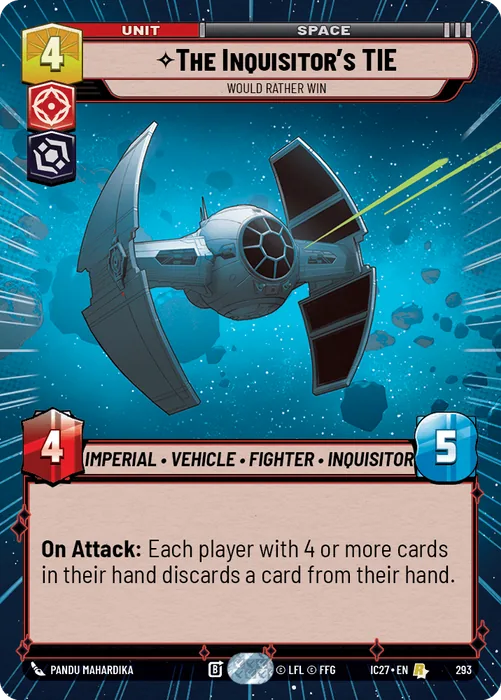 4
UNIT
SPACE
THE INQUISITOR'S TIE
WOULD RATHER WIN
4
IMPERIAL • VEHICLE • FIGHTER • INQUISITOR
5
On Attack: Each player with 4 or more cards
in their hand discards a card from their hand.
PANDU MAHARDIKA
B
© LFL © FFG
IC27 • EN
R
293